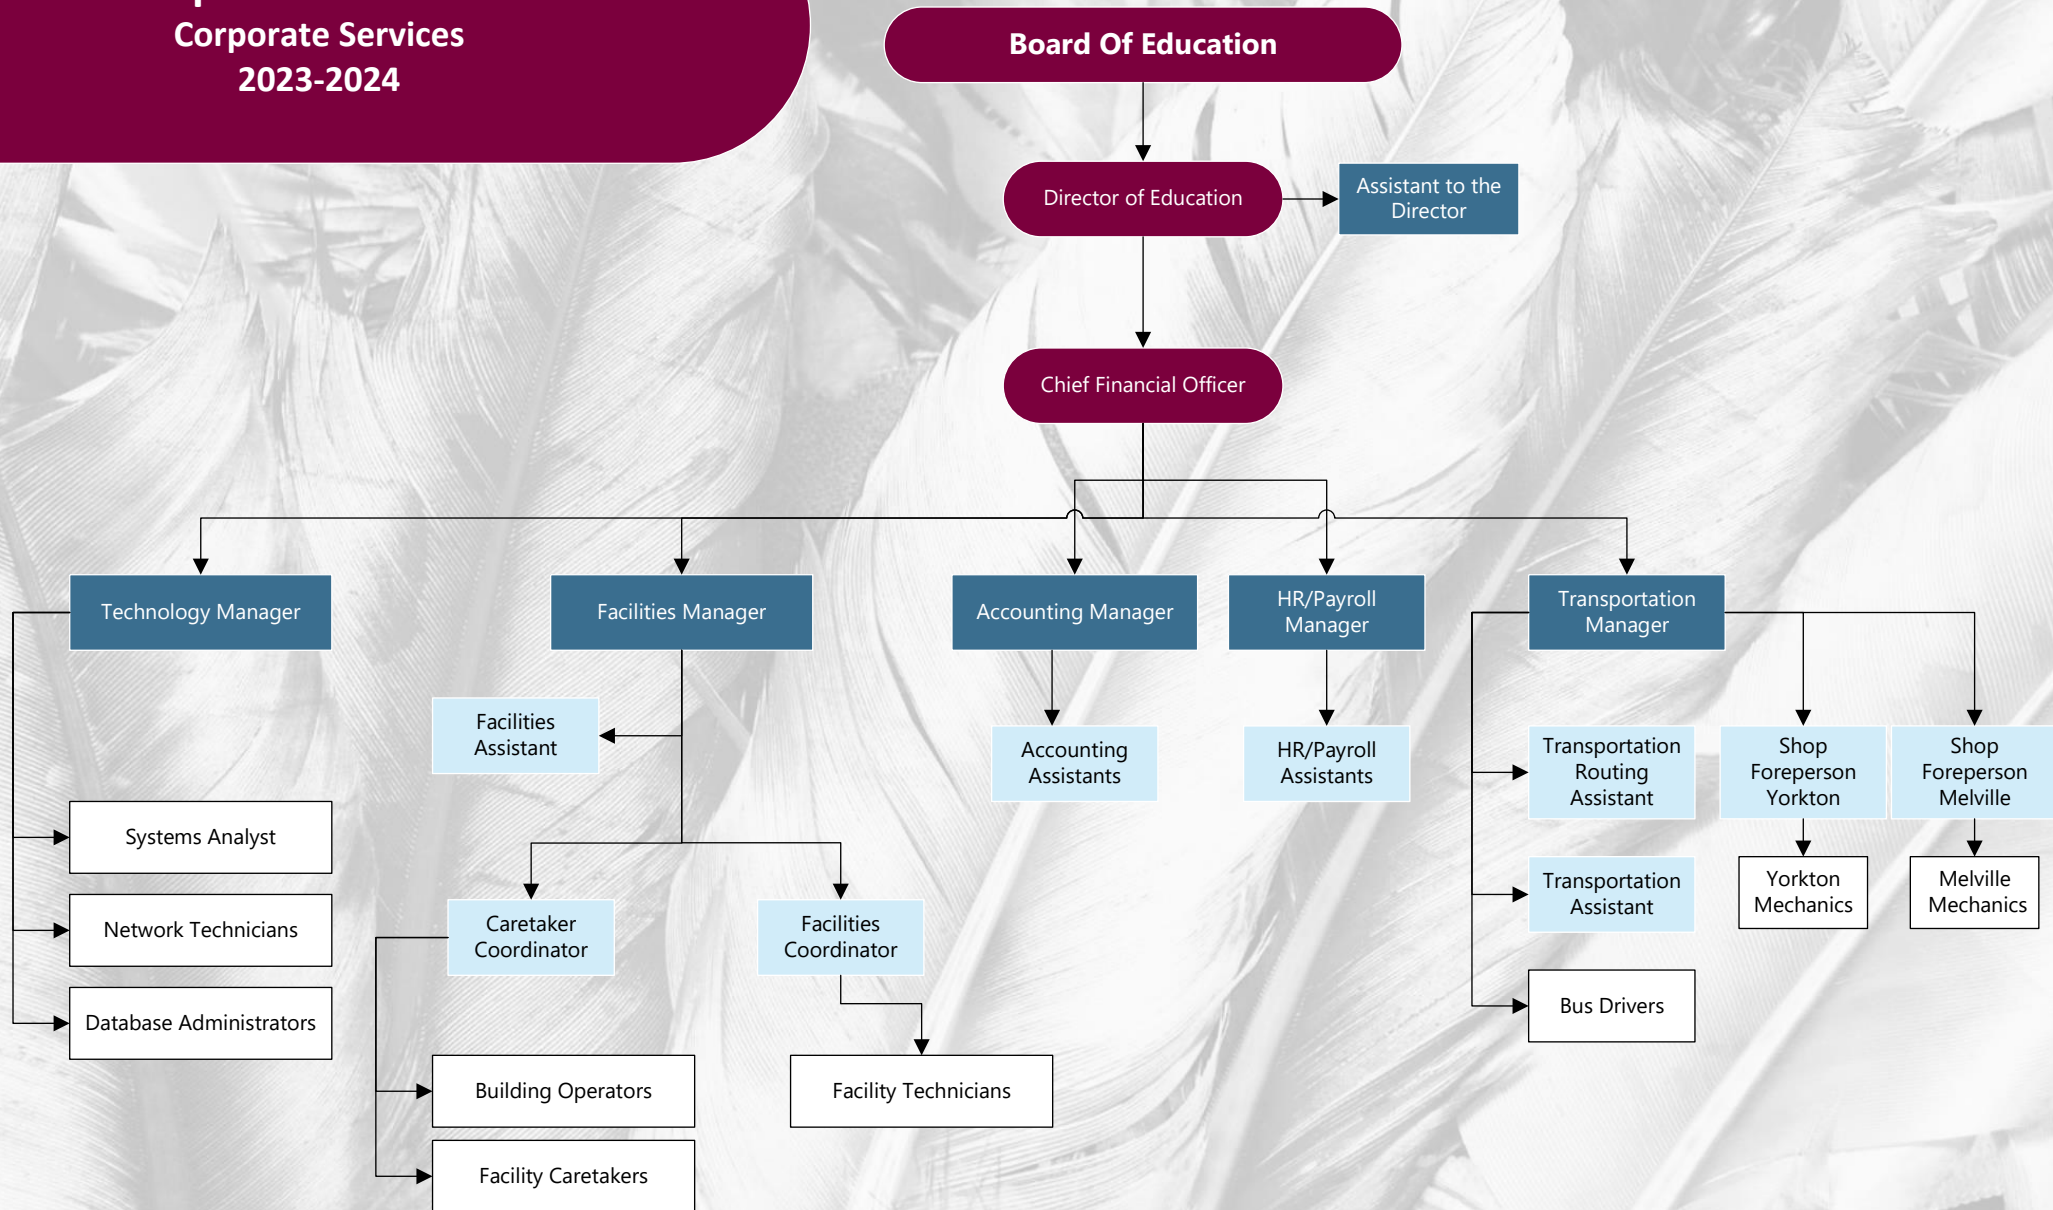 Corporate Services
2023-2024
Board Of Education
Director of Education
Assistant to the
Director
Chief Financial Officer
Technology Manager
Facilities Manager
Accounting Manager
HR/Payroll
Manager
Transportation
Manager
Facilities
Assistant
Accounting
Assistants
HR/Payroll
Assistants
Transportation
Routing
Assistant
Shop
Foreperson
Yorkton
Shop
Foreperson
Melville
Systems Analyst
Network Technicians
Database Administrators
Caretaker
Coordinator
Facilities
Coordinator
Transportation
Assistant
Yorkton
Mechanics
Melville
Mechanics
Bus Drivers
Building Operators
Facility Technicians
Facility Caretakers